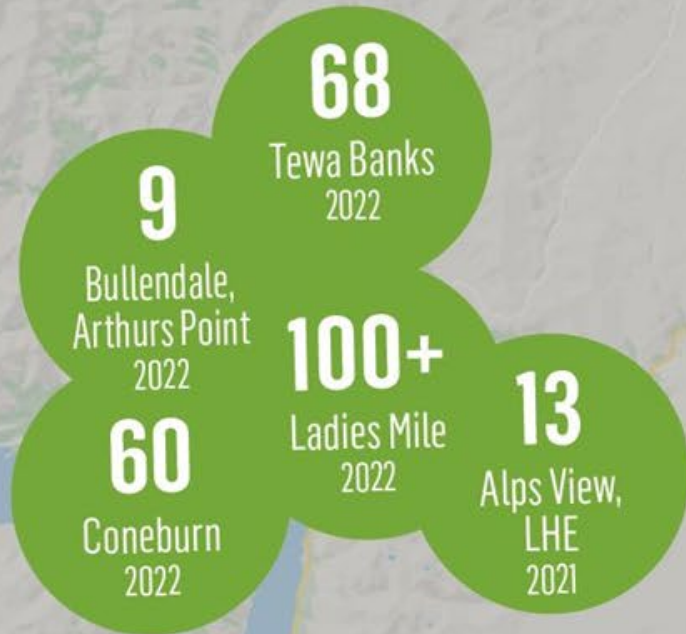 68
Tewa Banks
2022
9
Bullendale,
Arthurs Point
2022
100+
Ladies Mile
2022
13
Alps View,
LHE
2021
60
Coneburn
2022